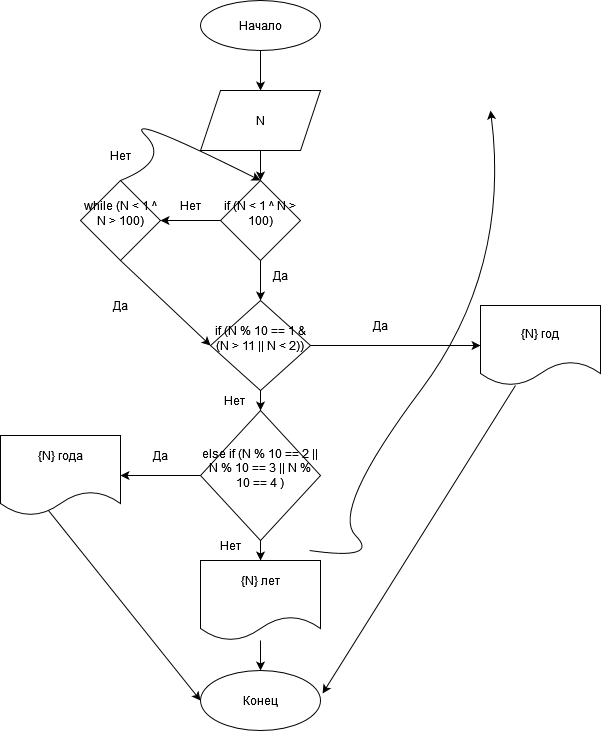 Начало
N
Нет
while (N < 1 ^
N > 100)
Нет
if (N < 1 ^ N >
100)
Да
Да
if (N % 10 == 1 &
(N > 11 || N < 2))
Да
{N} год
Нет
else if (N % 10 == 2 ||
N % 10 == 3 || N %
10 == 4 )
Да
{N} года
Нет
{N} лет
Конец